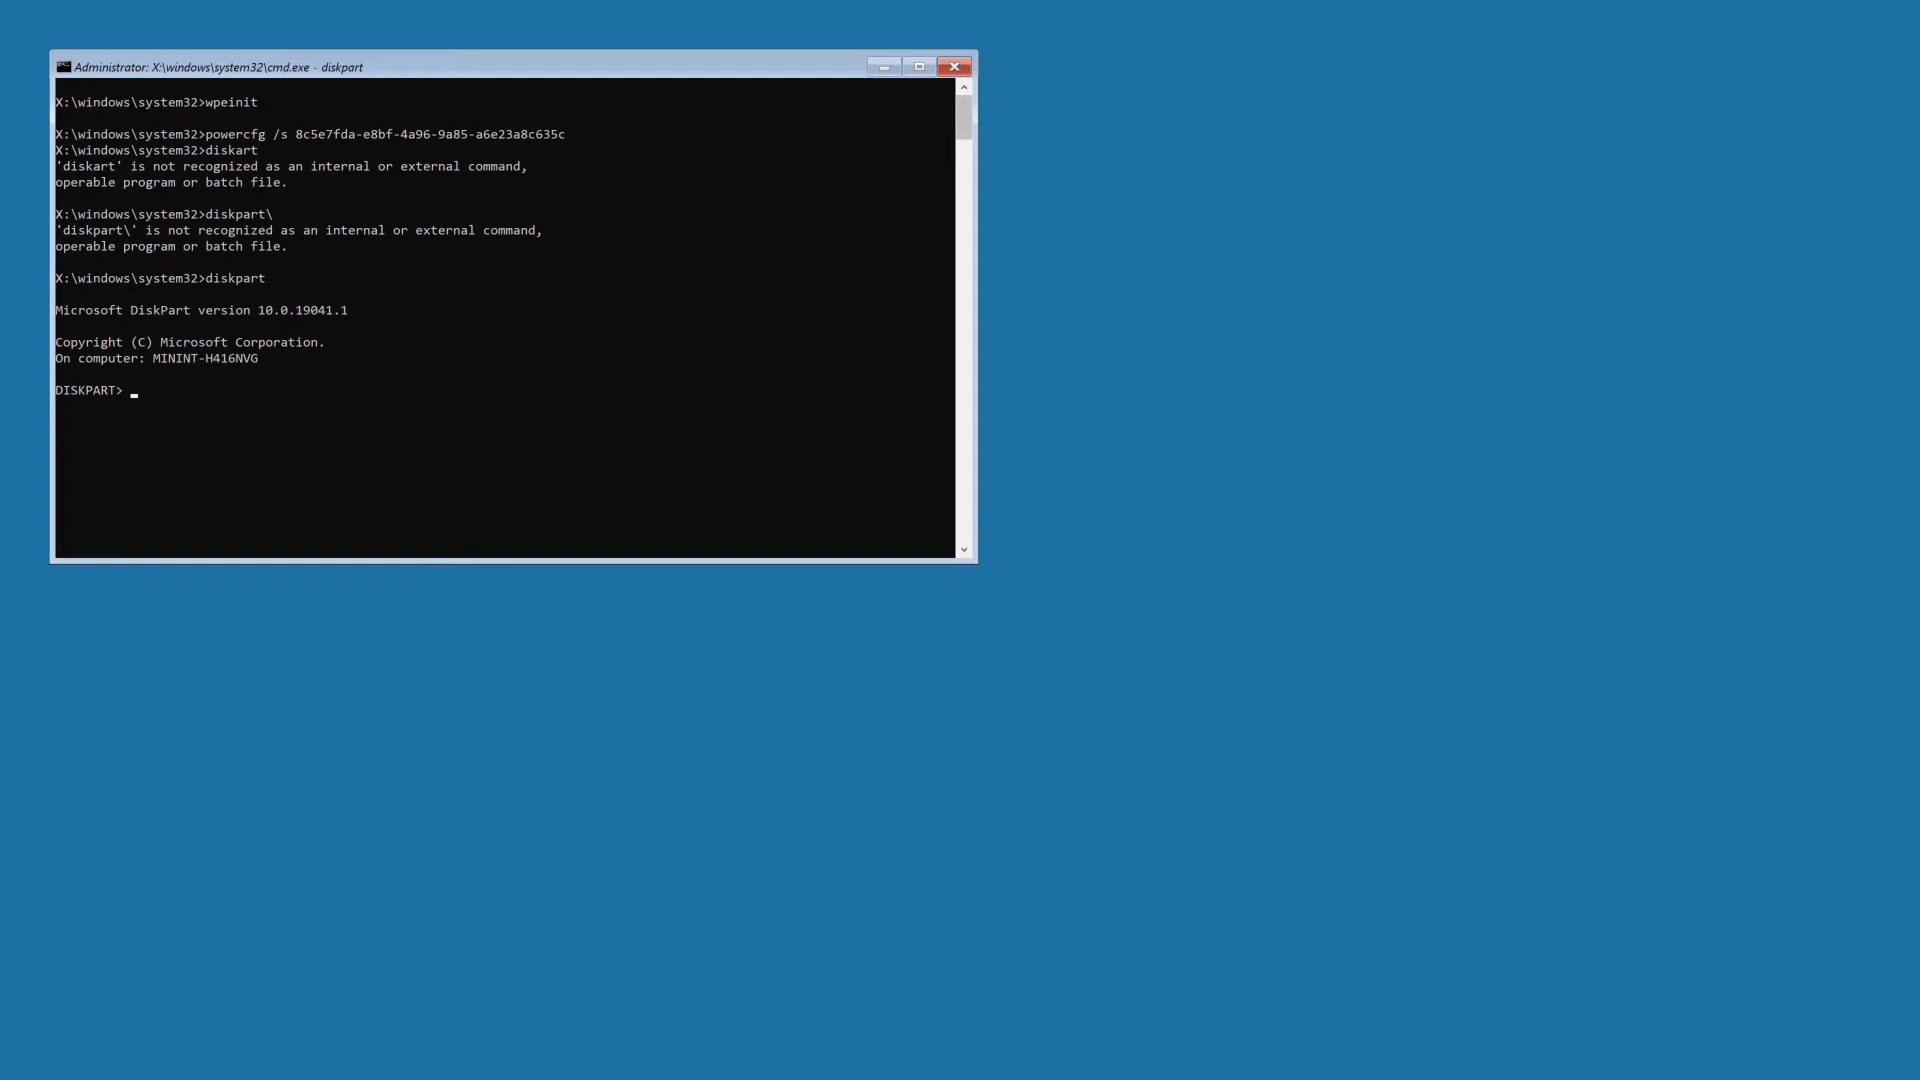 Administrator: X:\windows\system32\cmd.exe - diskpart
X:\windows\system32>wpeinit
X:\windows\system32>powercfg /s 8c5e7fda-e8bf-4a96-9a85-a6e23a8c635c
X:\windows\system32>diskart
'diskart' is not recognized as an internal or external command,
operable program or batch file.
X:\windows\system32>diskpart\
'diskpart\' is not recognized as an internal or external command,
operable program or batch file.
X:\windows\system32>diskpart
Microsoft DiskPart version 10.0.19041.1
Copyright (C) Microsoft Corporation.
On computer: MININT-H416NVG
DISKPART>